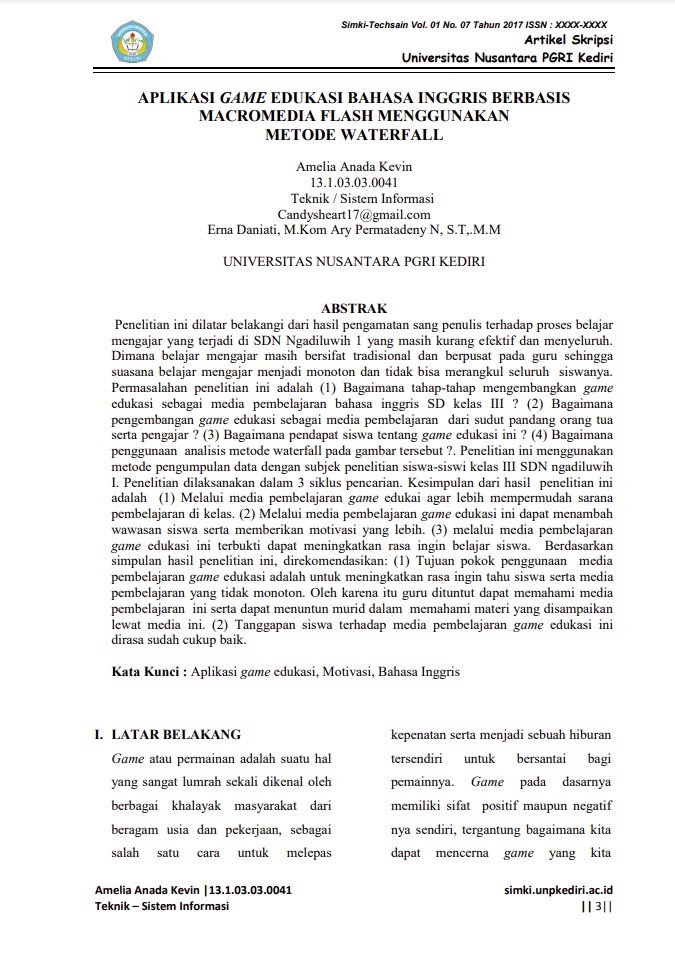 Simki-Techsain Vol. 01 No. 07 Tahun 2017 ISSN : XXXX-XXXX
Artikel Skripsi
Universitas Nusantara PGRI Kediri
APLIKASI GAME EDUKASI BAHASA INGGRIS BERBASIS
MACROMEDIA FLASH MENGGUNAKAN
METODE WATERFALL
Amelia Anada Kevin
13.1.03.03.0041
Teknik / Sistem Informasi
Candysheart17@gmail.com
Erna Daniati, M.Kom Ary Permatadeny N, S.T,.M.M
UNIVERSITAS NUSANTARA PGRI KEDIRI
ABSTRAK
Penelitian ini dilatar belakangi dari hasil pengamatan sang penulis terhadap proses belajar
mengajar yang terjadi di SDN Ngadiluwih 1 yang masih kurang efektif dan menyeluruh.
Dimana belajar mengajar masih bersifat tradisional dan berpusat pada guru sehingga
suasana belajar mengajar menjadi monoton dan tidak bisa merangkul seluruh siswanya.
Permasalahan penelitian ini adalah (1) Bagaimana tahap-tahap mengembangkan game
edukasi sebagai media pembelajaran bahasa inggris SD kelas III ? (2) Bagaimana
pengembangan game edukasi sebagai media pembelajaran dari sudut pandang orang tua
serta pengajar ? (3) Bagaimana pendapat siswa tentang game edukasi ini ? (4) Bagaimana
penggunaan analisis metode waterfall pada gambar tersebut ?. Penelitian ini menggunakan
metode pengumpulan data dengan subjek penelitian siswa-siswi kelas III SDN ngadiluwih
I. Penelitian dilaksanakan dalam 3 siklus pencarian. Kesimpulan dari hasil penelitian ini
adalah (1) Melalui media pembelajaran game edukai agar lebih mempermudah sarana
pembelajaran di kelas. (2) Melalui media pembelajaran game edukasi ini dapat menambah
wawasan siswa serta memberikan motivasi yang lebih. (3) melalui media pembelajaran
game edukasi ini terbukti dapat meningkatkan rasa ingin belajar siswa. Berdasarkan
simpulan hasil penelitian ini, direkomendasikan: (1) Tujuan pokok penggunaan media
pembelajaran game edukasi adalah untuk meningkatkan rasa ingin tahu siswa serta media
pembelajaran yang tidak monoton. Oleh karena itu guru dituntut dapat memahami media
pembelajaran ini serta dapat menuntun murid dalam memahami materi yang disampaikan
lewat media ini. (2) Tanggapan siswa terhadap media pembelajaran game edukasi ini
dirasa sudah cukup baik.
Kata Kunci : Aplikasi game edukasi, Motivasi, Bahasa Inggris
I. LATAR BELAKANG
Game atau permainan adalah suatu hal
yang sangat lumrah sekali dikenal oleh
berbagai khalayak masyarakat dari
beragam usia dan pekerjaan, sebagai
salah satu cara untuk melepas
kepenatan serta menjadi sebuah hiburan
tersendiri untuk bersantai bagi
pemainnya. Game pada dasarnya
memiliki sifat positif maupun negatif
nya sendiri, tergantung bagaimana kita
dapat mencerna game yang kita
Amelia Anada Kevin |13.1.03.03.0041
Teknik – Sistem Informasi
simki.unpkediri.ac.id
|| 3||